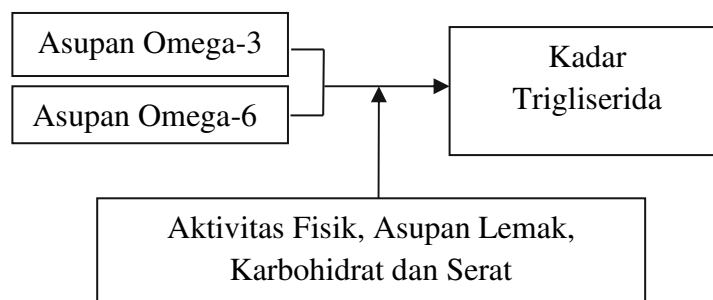 Asupan Omega-3
Asupan Omega-6
Kadar
Trigliserida
Aktivitas Fisik, Asupan Lemak,
Karbohidrat dan Serat